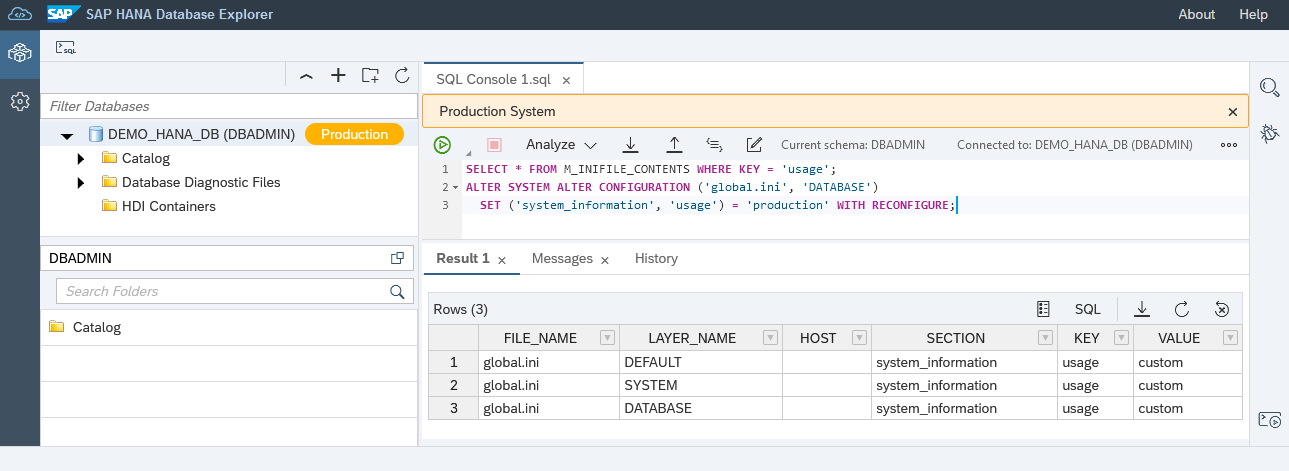 SAP SAP HANA Database Explorer About Help
SQL
Filter Databases
DEMO_HANA_DB (DBADMIN) Production
Catalog
Database Diagnostic Files
HDI Containers
DBADMIN
Search Folders
Catalog
SQL Console 1.sql ×
Production System ×
Analyze Current schema: DBADMIN Connected to: DEMO_HANA_DB (DBADMIN)
1 SELECT * FROM M_INIFILE_CONTENTS WHERE KEY = 'usage';
2 ALTER SYSTEM ALTER CONFIGURATION ('global.ini', 'DATABASE')
3 SET ('system_information', 'usage') = 'production' WITH RECONFIGURE;
Result 1 × Messages × History
Rows (3) SQL
FILE_NAME LAYER_NAME HOST SECTION KEY VALUE
1 global.ini DEFAULT system_information usage custom
2 global.ini SYSTEM system_information usage custom
3 global.ini DATABASE system_information usage custom